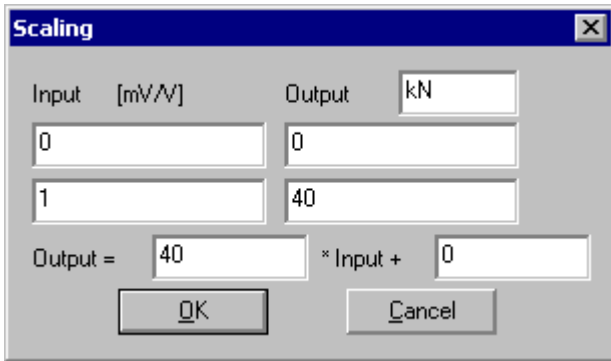 Scaling
Input [mV/V] Output kN
0 0
1 40
Output = 40 * Input + 0
OK Cancel